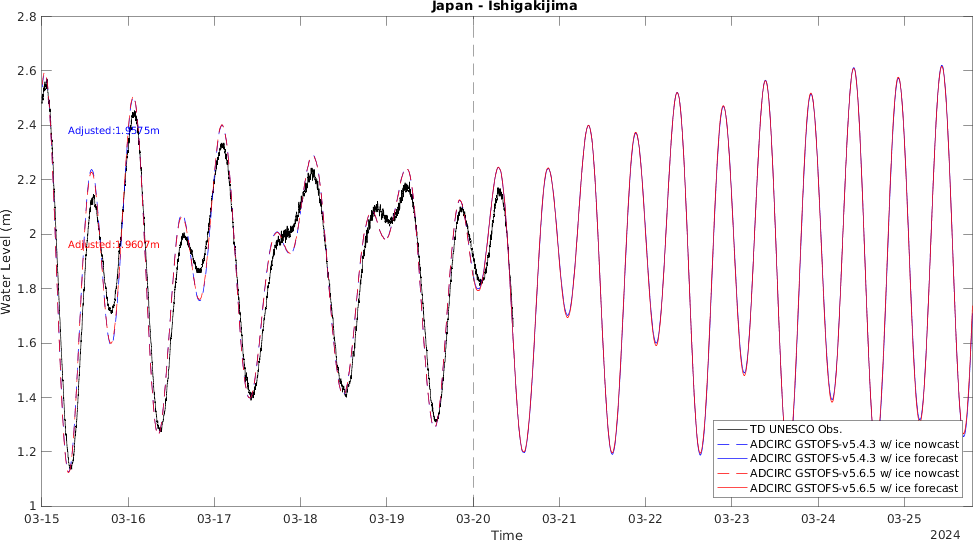 Japan - Ishigakijima
2.8
2.6
2.4
2.2
2
1.8
1.6
1.4
1.2
1
Water Level (m)
Adjusted:1.9575m
Adjusted:1.9607m
TD UNESCO Obs.
ADCIRC GSTOFS-v5.4.3 w/ ice nowcast
ADCIRC GSTOFS-v5.4.3 w/ ice forecast
ADCIRC GSTOFS-v5.6.5 w/ ice nowcast
ADCIRC GSTOFS-v5.6.5 w/ ice forecast
03-15 03-16 03-17 03-18 03-19 03-20 03-21 03-22 03-23 03-24 03-25
Time
2024